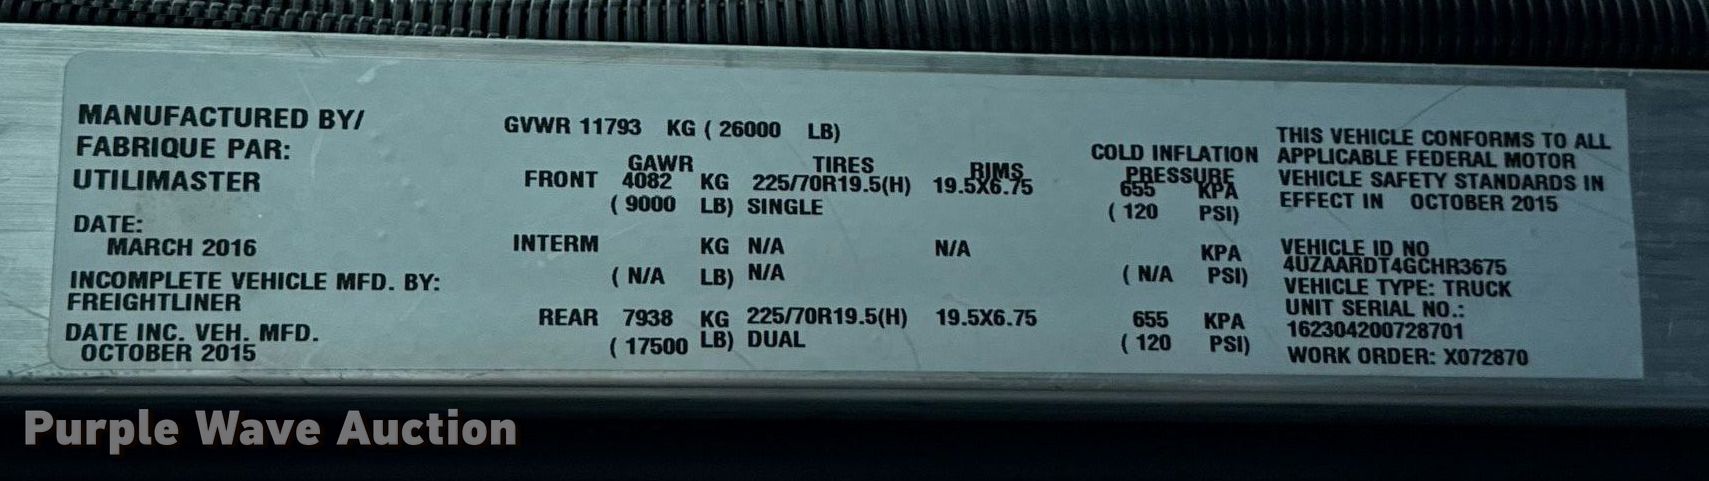 MANUFACTURED BY/
FABRIQUE PAR:
UTILIMASTER
DATE:
MARCH 2016
INCOMPLETE VEHICLE MFD. BY:
FREIGHTLINER
DATE INC. VEH. MFD.
OCTOBER 2015
GVWR 11793 KG ( 26000 LB)
GAWR TIRES RIMS COLD INFLATION PRESSURE
FRONT 4082 KG 225/70R19.5(H) 19.5X6.75 655 KPA
( 9000 LB) SINGLE ( 120 PSI)
INTERM KG N/A N/A KPA
( N/A LB) N/A ( N/A PSI)
REAR 7938 KG 225/70R19.5(H) 19.5X6.75 655 KPA
( 17500 LB) DUAL ( 120 PSI)
THIS VEHICLE CONFORMS TO ALL
APPLICABLE FEDERAL MOTOR
VEHICLE SAFETY STANDARDS IN
EFFECT IN OCTOBER 2015
VEHICLE ID NO
4UZAARDT4GCHR3675
VEHICLE TYPE: TRUCK
UNIT SERIAL NO.:
162304200728701
WORK ORDER: X072870
Purple Wave Auction